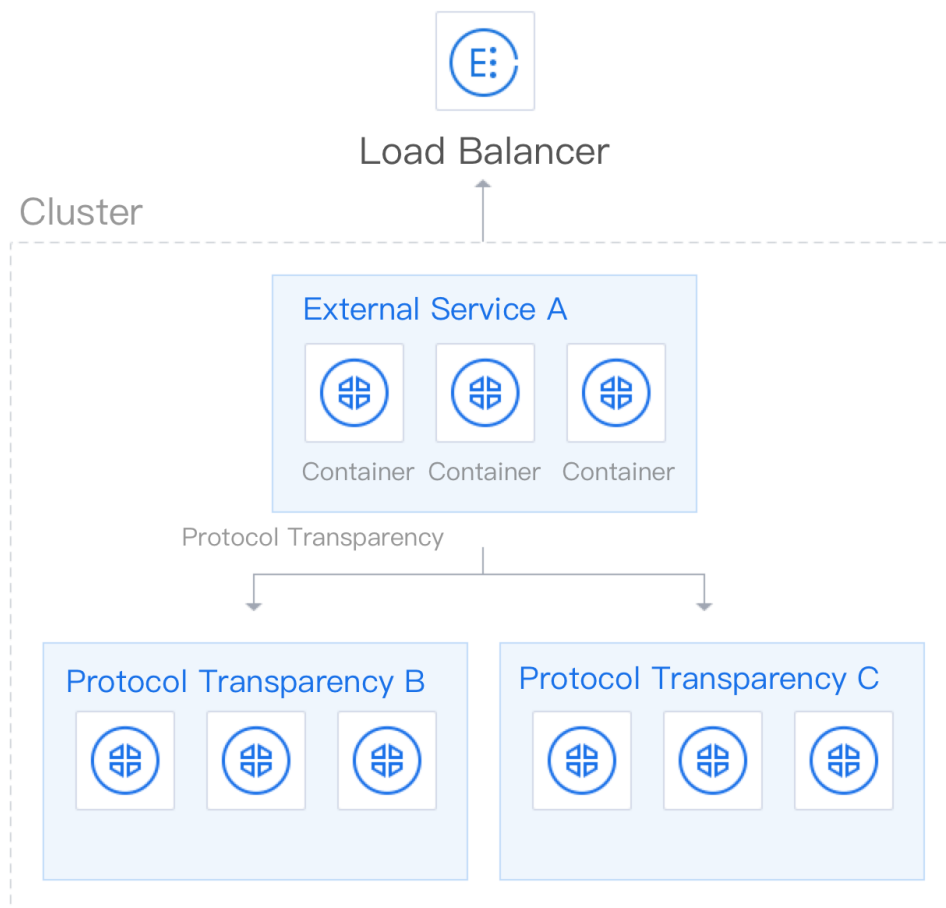 Load Balancer
Cluster
External Service A
Container Container Container
Protocol Transparency
Protocol Transparency B
Protocol Transparency C